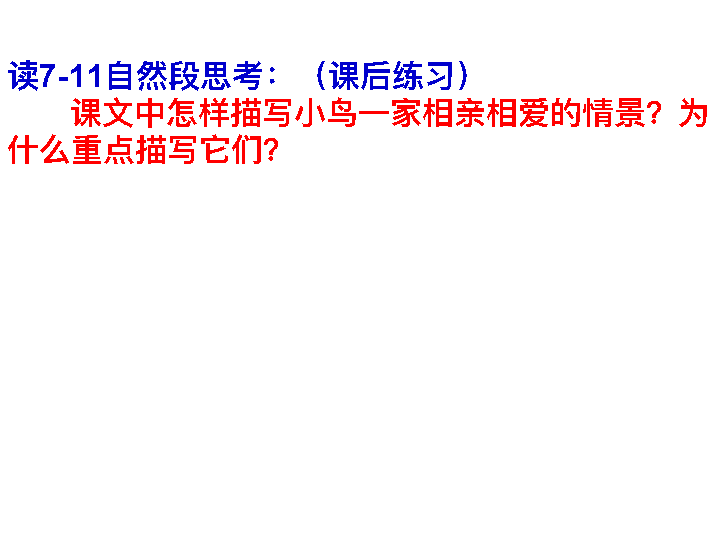 读7-11自然段思考：（课后练习）
课文中怎样描写小鸟一家相亲相爱的情景？为
什么重点描写它们？